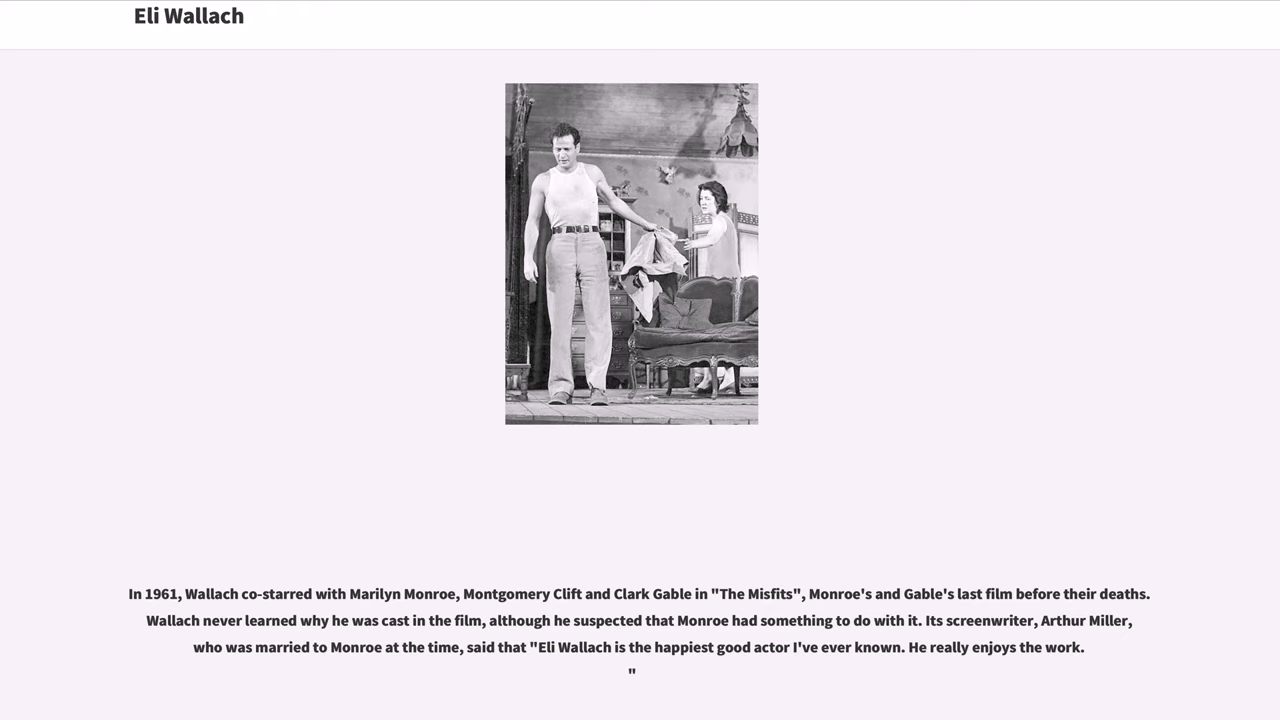 Eli Wallach
In 1961, Wallach co-starred with Marilyn Monroe, Montgomery Clift and Clark Gable in "The Misfits", Monroe's and Gable's last film before their deaths.
Wallach never learned why he was cast in the film, although he suspected that Monroe had something to do with it. Its screenwriter, Arthur Miller,
who was married to Monroe at the time, said that "Eli Wallach is the happiest good actor I've ever known. He really enjoys the work.
"